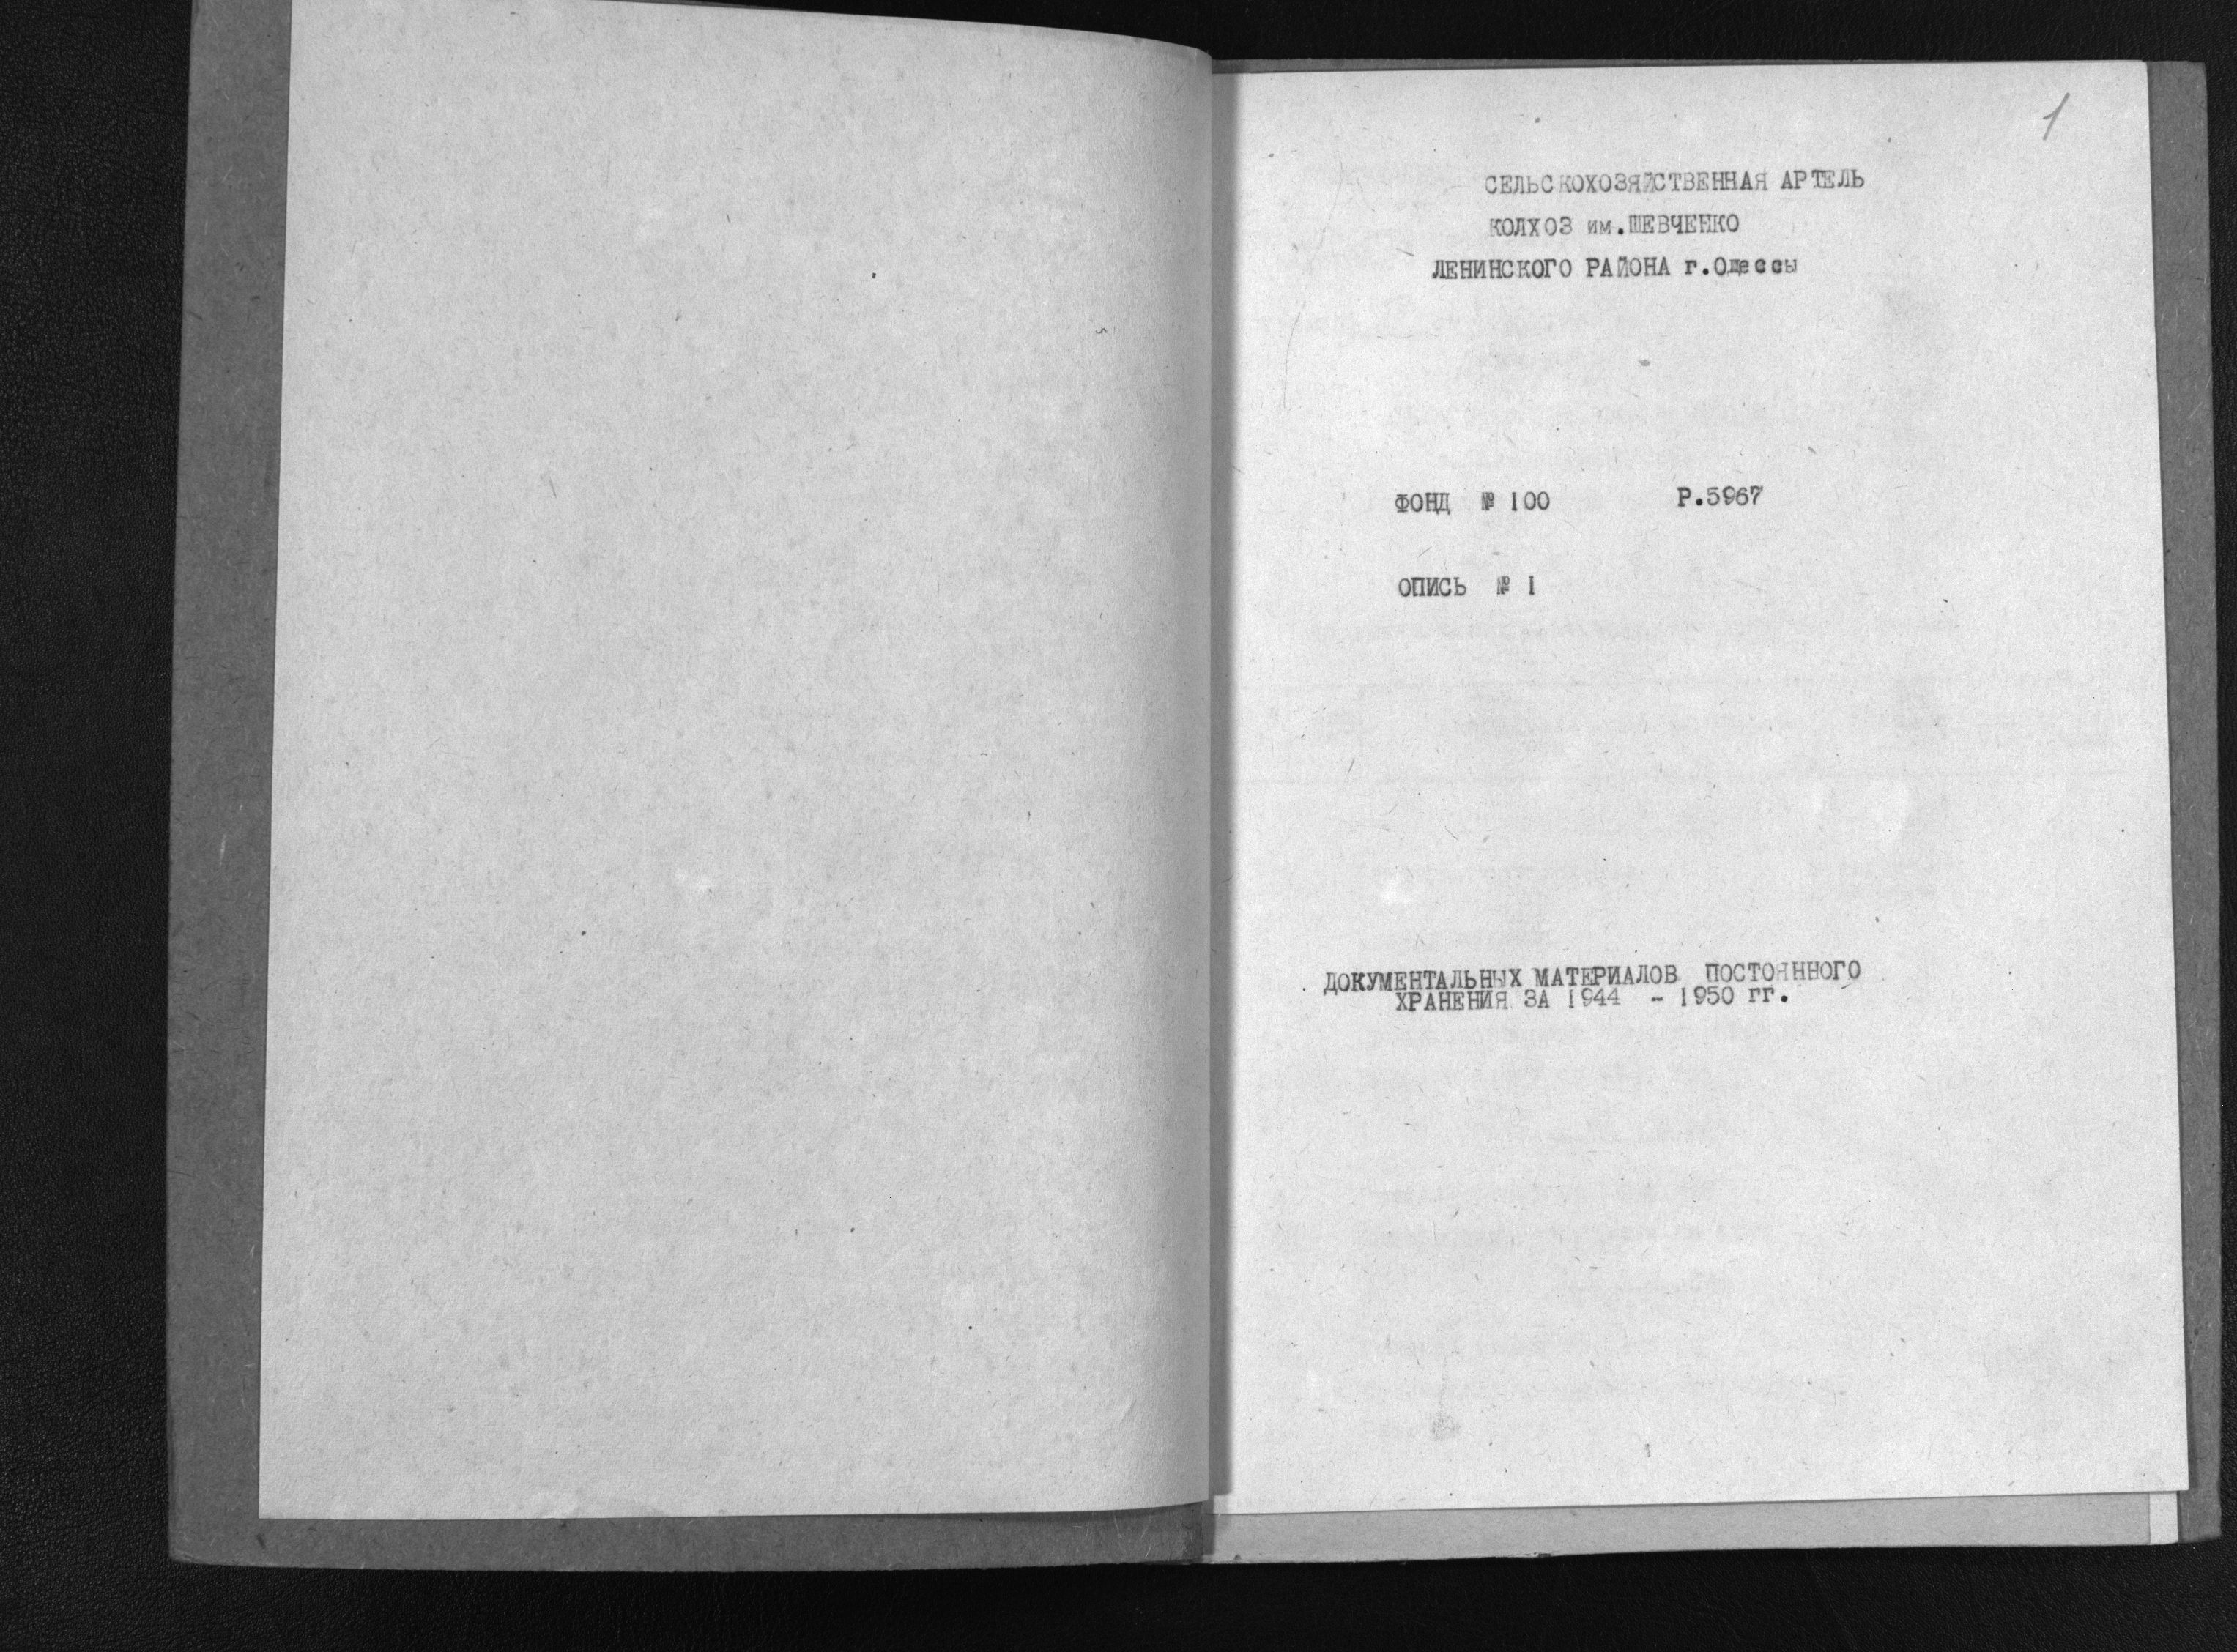 1
СЕЛЬСКОХОЗЯЙСТВЕННАЯ АРТЕЛЬ
КОЛХОЗ им.ШЕВЧЕНКО
ЛЕНИНСКОГО РАЙОНА г.Одессы
ФОНД № 100 Р.5967
ОПИСЬ № 1
ДОКУМЕНТАЛЬНЫХ МАТЕРИАЛОВ ПОСТОЯННОГО
ХРАНЕНИЯ ЗА 1944 - 1950 гг.